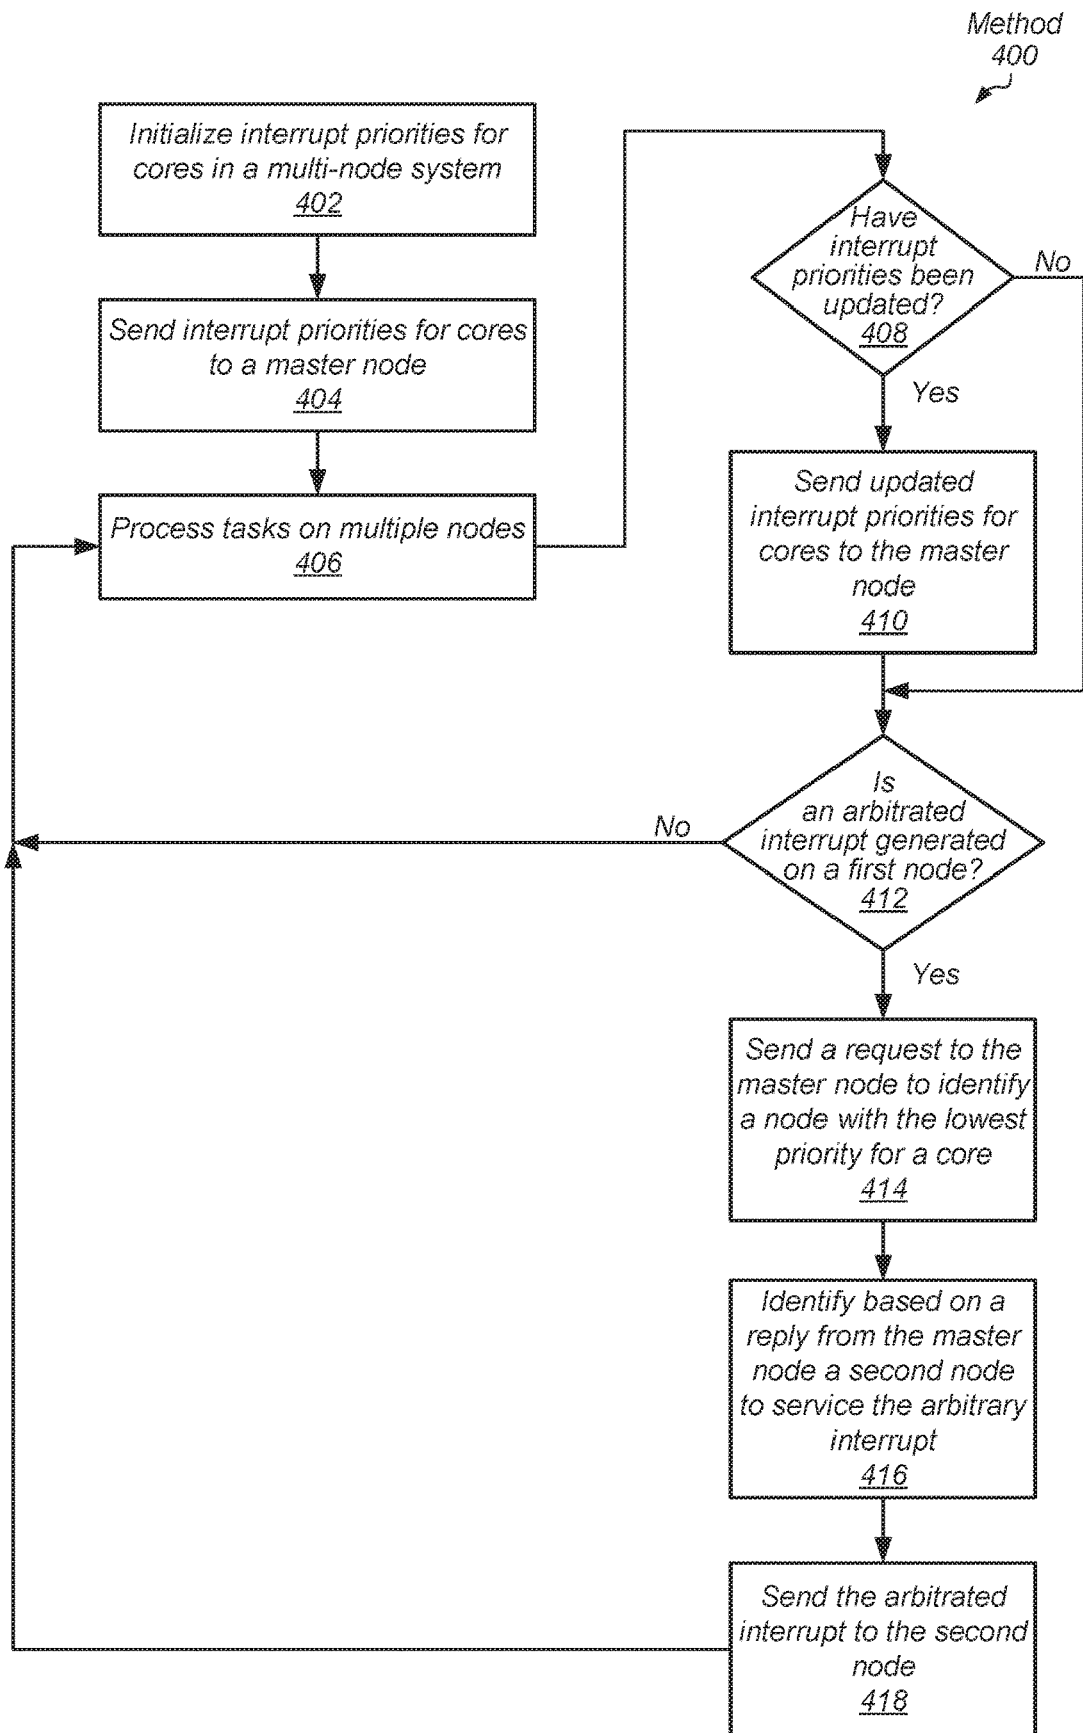 Method
400
Initialize interrupt priorities for
cores in a multi-node system
402
Send interrupt priorities for cores
to a master node
404
Process tasks on multiple nodes
406
Have
interrupt
priorities been
updated?
408
No
Yes
Send updated
interrupt priorities for
cores to the master
node
410
Is
an arbitrated
interrupt generated
on a first node?
412
No
Yes
Send a request to the
master node to identify
a node with the lowest
priority for a core
414
Identify based on a
reply from the master
node a second node
to service the arbitrary
interrupt
416
Send the arbitrated
interrupt to the second
node
418